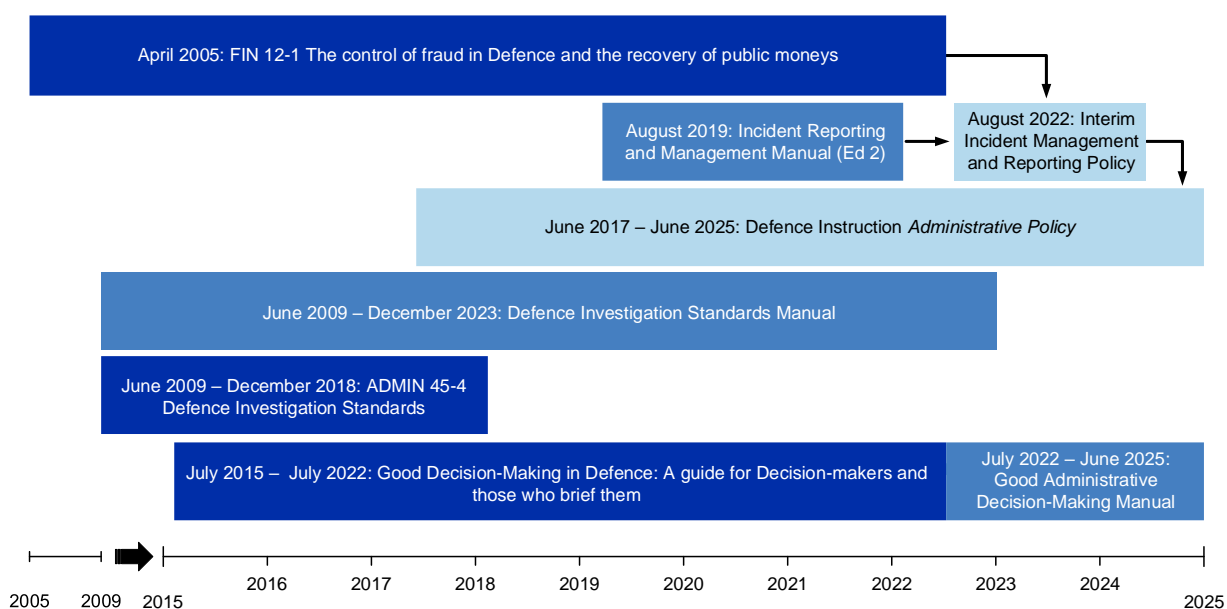 April 2005: FIN 12-1 The control of fraud in Defence and the recovery of public moneys
August 2019: Incident Reporting
and Management Manual (Ed 2)
August 2022: Interim
Incident Management
and Reporting Policy
June 2017 – June 2025: Defence Instruction Administrative Policy
June 2009 – December 2023: Defence Investigation Standards Manual
June 2009 – December 2018: ADMIN 45-4
Defence Investigation Standards
July 2015 – July 2022: Good Decision-Making in Defence: A guide for Decision-makers and
those who brief them
July 2022 – June 2025:
Good Administrative
Decision-Making Manual
2005 2009 2015 2016 2017 2018 2019 2020 2021 2022 2023 2024 2025